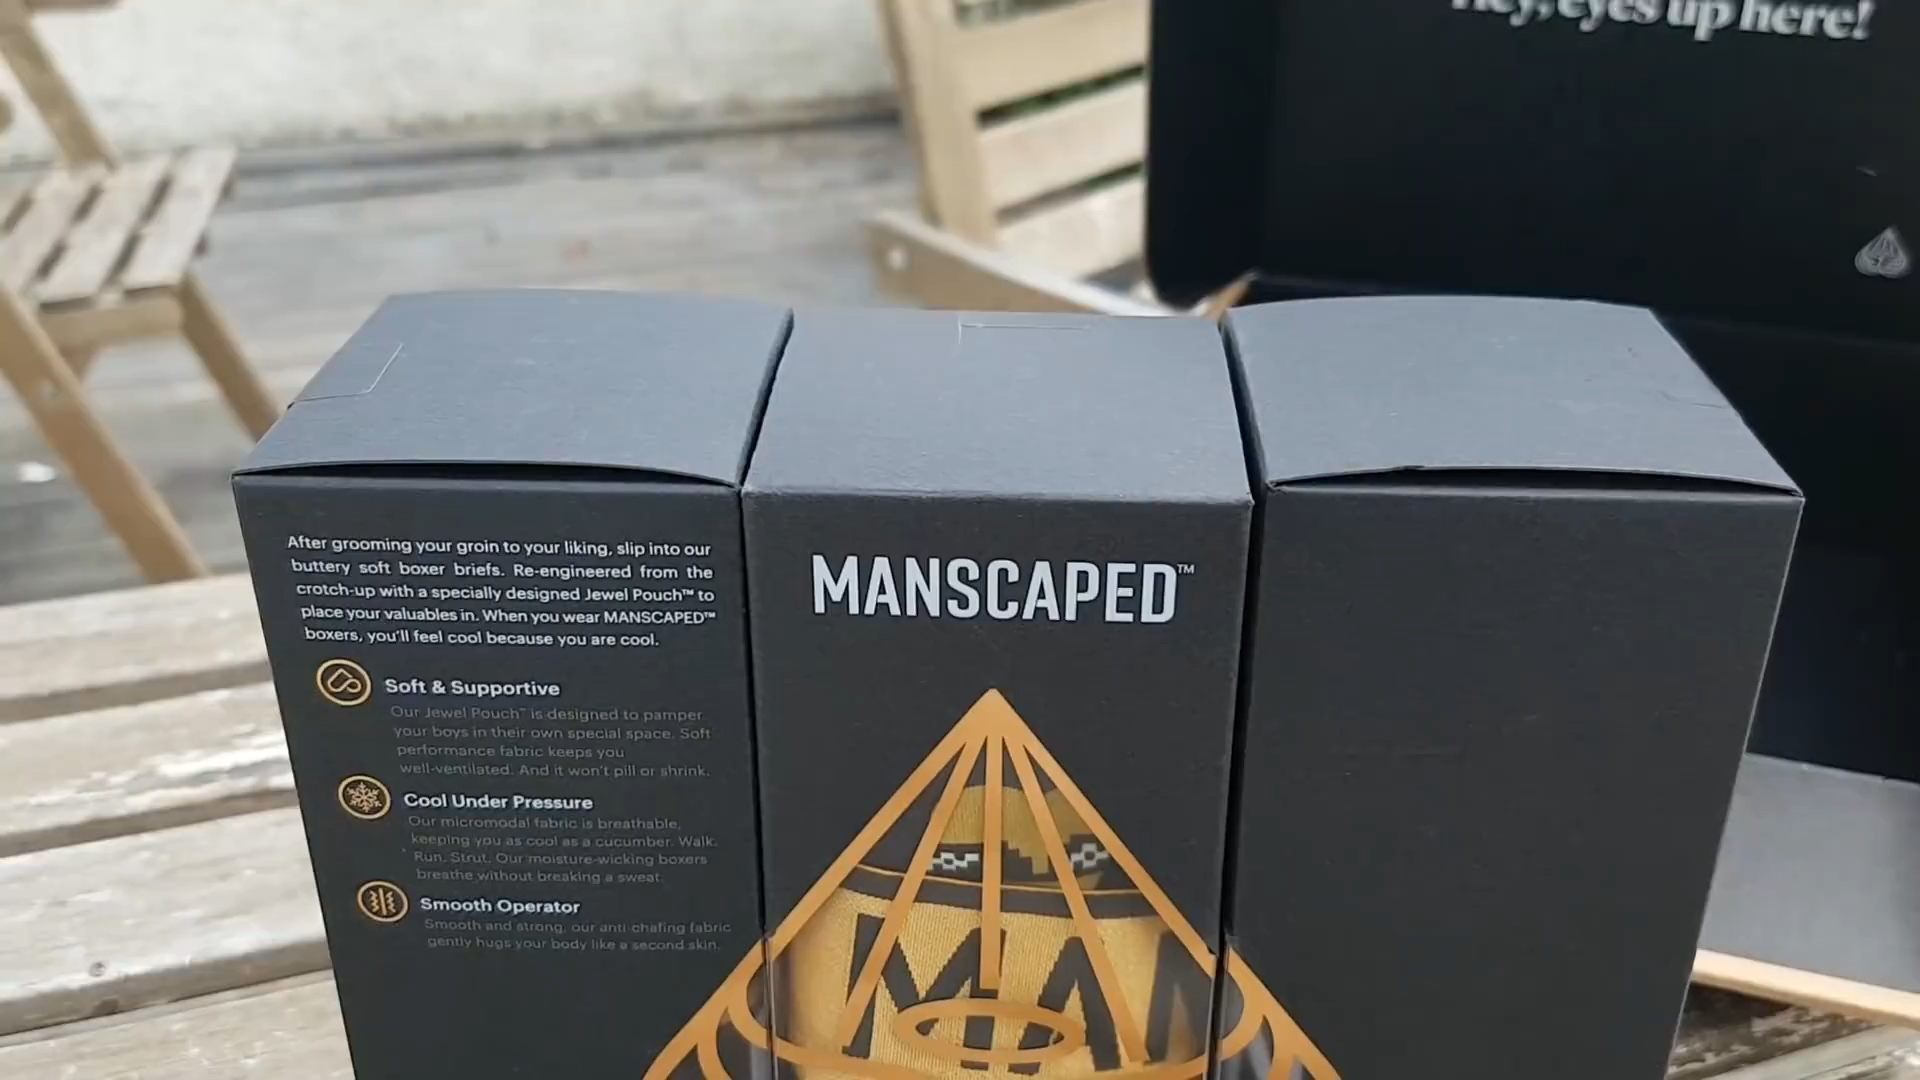 Hey, eyes up here!
After grooming your groin to your liking, slip into our
buttery soft boxer briefs. Re-engineered from the
crotch-up with a specially designed Jewel Pouch™ to
place your valuables in. When you wear MANSCAPED™
boxers, you'll feel cool because you are cool.
Soft & Supportive
Our Jewel Pouch™ is designed to pamper
your boys in their own special space. Soft
performance fabric keeps you
well-ventilated. And it won't pill or shrink.
Cool Under Pressure
Our micromodal fabric is breathable,
keeping you as cool as a cucumber. Walk.
Run. Strut. Our moisture-wicking boxers
breathe without breaking a sweat.
Smooth Operator
Smooth and strong, our anti chafing fabric
gently hugs your body like a second skin.
MANSCAPED™
MAN